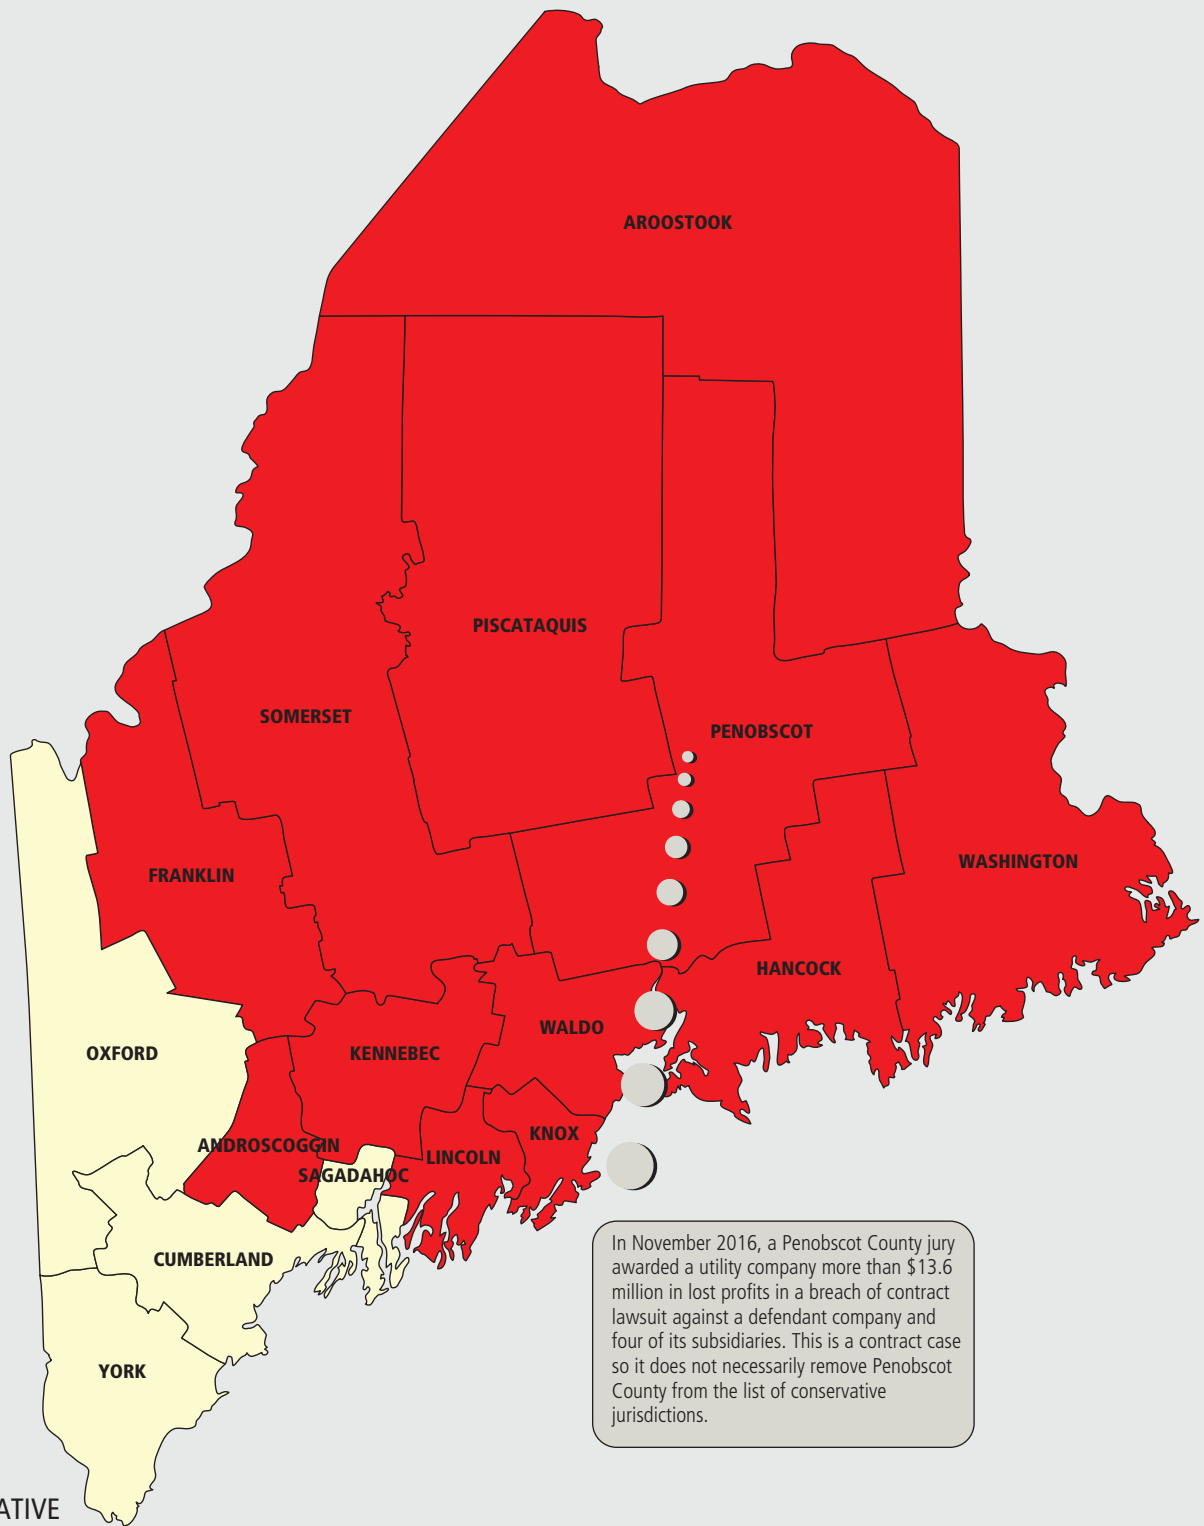 AROOSTOOK
PISCATAQUIS
SOMERSET
PENOBSCOT
FRANKLIN
WASHINGTON
HANCOCK
WALDO
OXFORD
KENNEBEC
KNOX
ANDROSCOGGIN
LINCOLN
SAGADAHOC
CUMBERLAND
YORK
In November 2016, a Penobscot County jury
awarded a utility company more than $13.6
million in lost profits in a breach of contract
lawsuit against a defendant company and
four of its subsidiaries. This is a contract case
so it does not necessarily remove Penobscot
County from the list of conservative
jurisdictions.
ATIVE